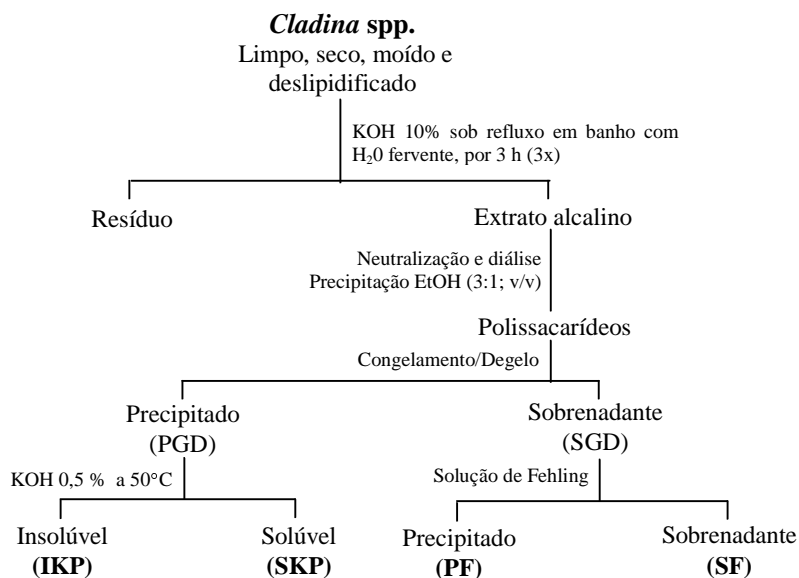 Cladina spp.
Limpo, seco, moído e
deslipidificado
KOH 10% sob refluxo em banho com
H₂0 fervente, por 3 h (3x)
Resíduo
Extrato alcalino
Neutralização e diálise
Precipitação EtOH (3:1; v/v)
Polissacarídeos
Congelamento/Degelo
Precipitado
(PGD)
Sobrenadante
(SGD)
KOH 0,5 % a 50°C
Solução de Fehling
Insolúvel
(IKP)
Solúvel
(SKP)
Precipitado
(PF)
Sobrenadante
(SF)